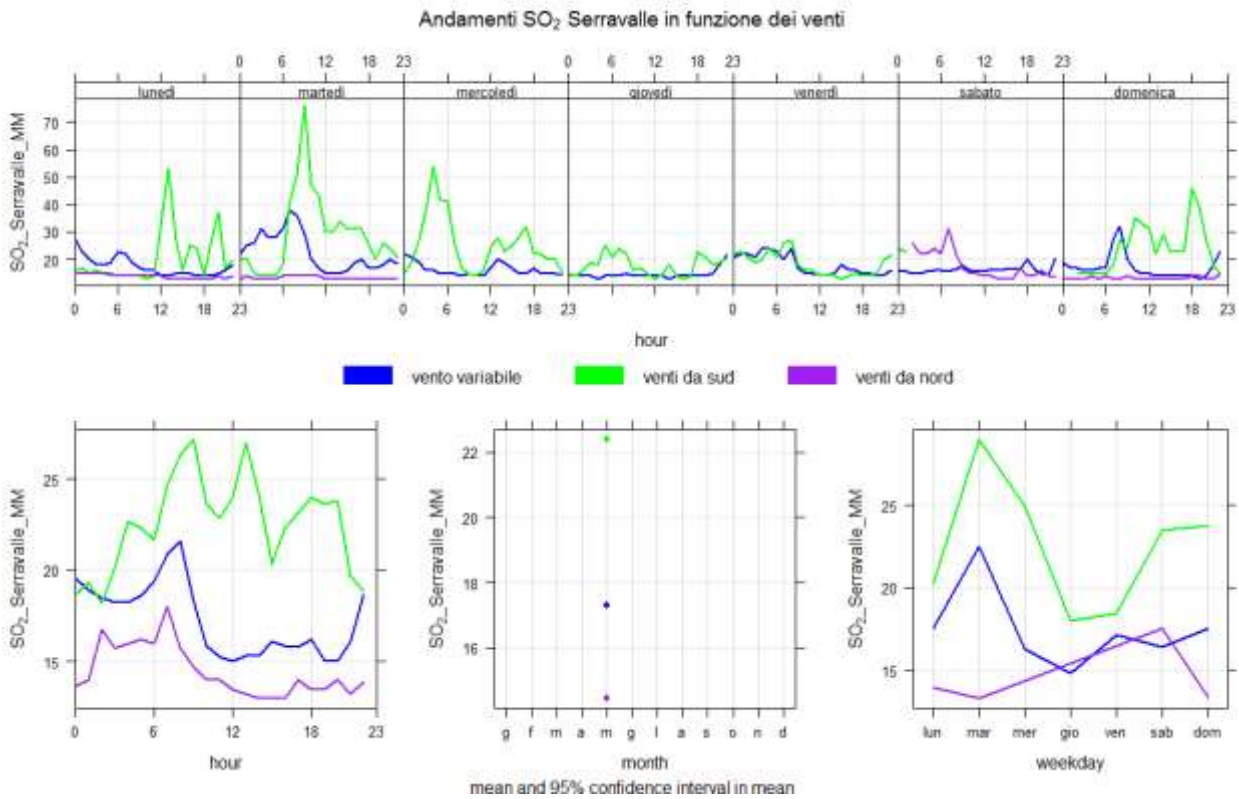 Andamenti SO2 Serravalle in funzione dei venti
0 6 12 18 23 0 6 12 18 23 0 6 12 18 23
lunedì martedì mercoledì giovedì venerdì sabato domenica
SO2_Serravalle_MM
70
60
50
40
30
20
0 6 12 18 23 0 6 12 18 23 0 6 12 18 23 0 6 12 18 23
hour
vento variabile venti da sud venti da nord
SO2_Serravalle_MM
25
20
15
0 6 12 18 23
hour
SO2_Serravalle_MM
22
20
18
16
g f m a m g l a s o n d
month
mean and 95% confidence interval in mean
SO2_Serravalle_MM
25
20
15
lun mar mer gio ven sab dom
weekday